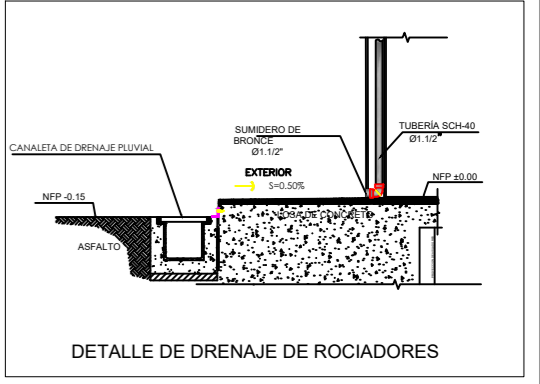 SUMIDERO DE
BRONCE
Ø1.1/2"
TUBERÍA SCH-40
Ø1.1/2"
CANALETA DE DRENAJE PLUVIAL
EXTERIOR
S=0.50%
NFP ±0.00
NFP -0.15
LOSA DE CONCRETO
ASFALTO
DETALLE DE DRENAJE DE ROCIADORES